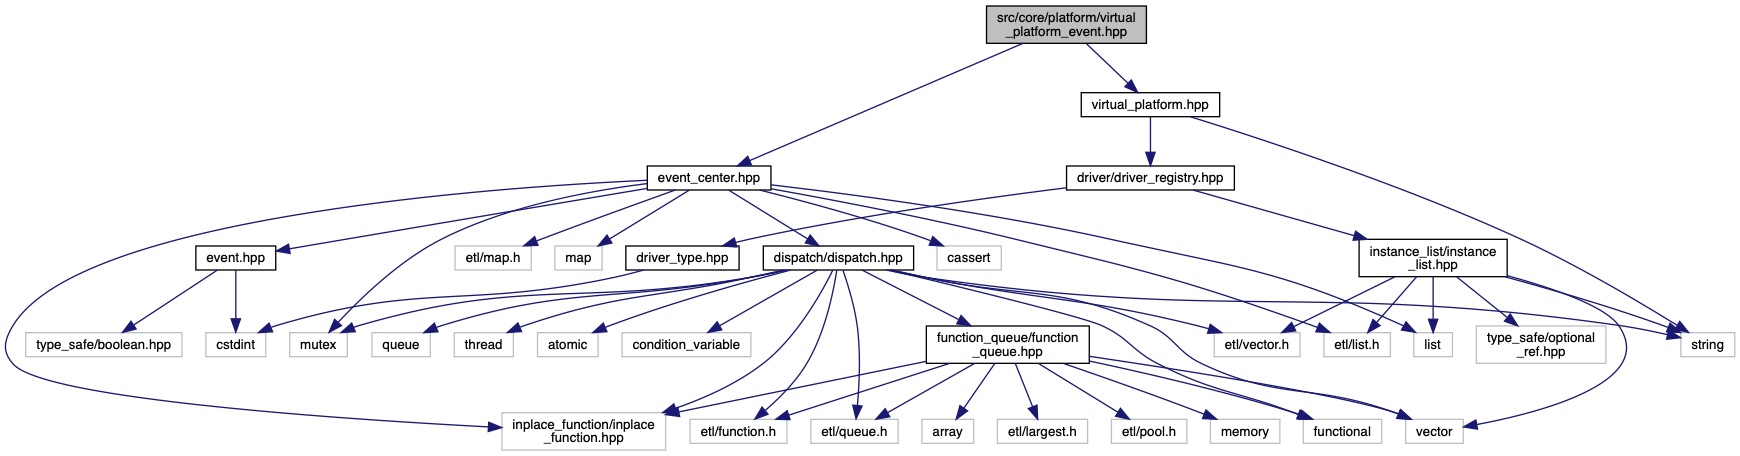 src/core/platform/virtual
_platform_event.hpp
virtual_platform.hpp
event_center.hpp
driver/driver_registry.hpp
event.hpp
etl/map.h
map
driver_type.hpp
dispatch/dispatch.hpp
cassert
instance_list/instance
_list.hpp
type_safe/boolean.hpp
cstdint
mutex
queue
thread
atomic
condition_variable
function_queue/function
_queue.hpp
etl/vector.h
etl/list.h
list
type_safe/optional
_ref.hpp
string
inplace_function/inplace
_function.hpp
etl/function.h
etl/queue.h
array
etl/largest.h
etl/pool.h
memory
functional
vector